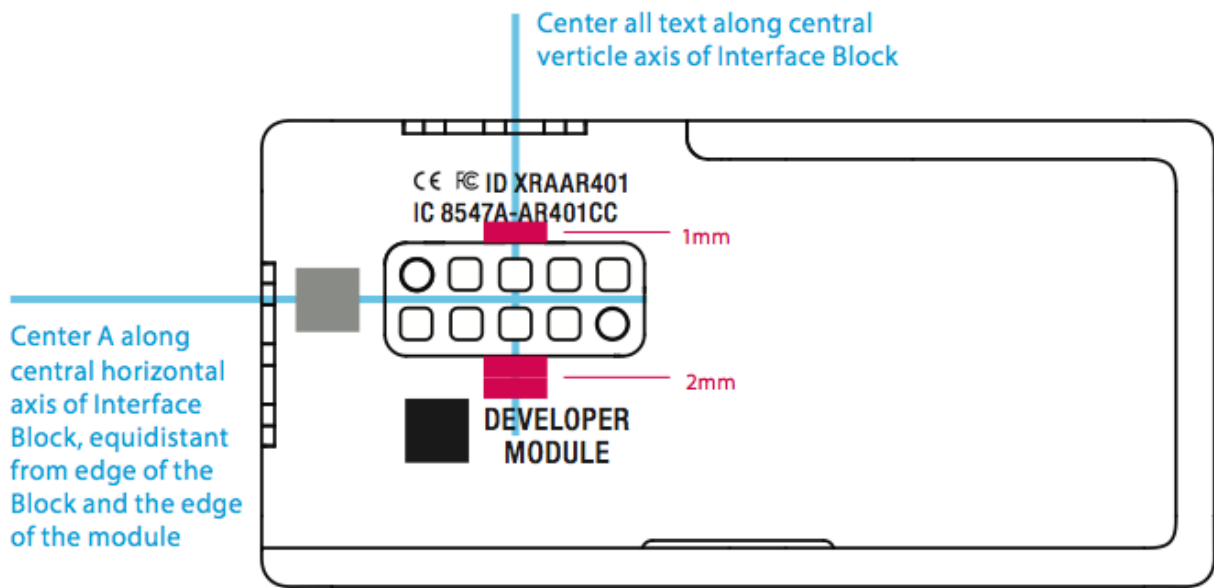 Center all text along central
verticle axis of Interface Block
CE FC ID XRAAR401
IC 8547A-AR401CC
1mm
Center A along
central horizontal
axis of Interface
Block, equidistant
from edge of the
Block and the edge
of the module
2mm
DEVELOPER
MODULE